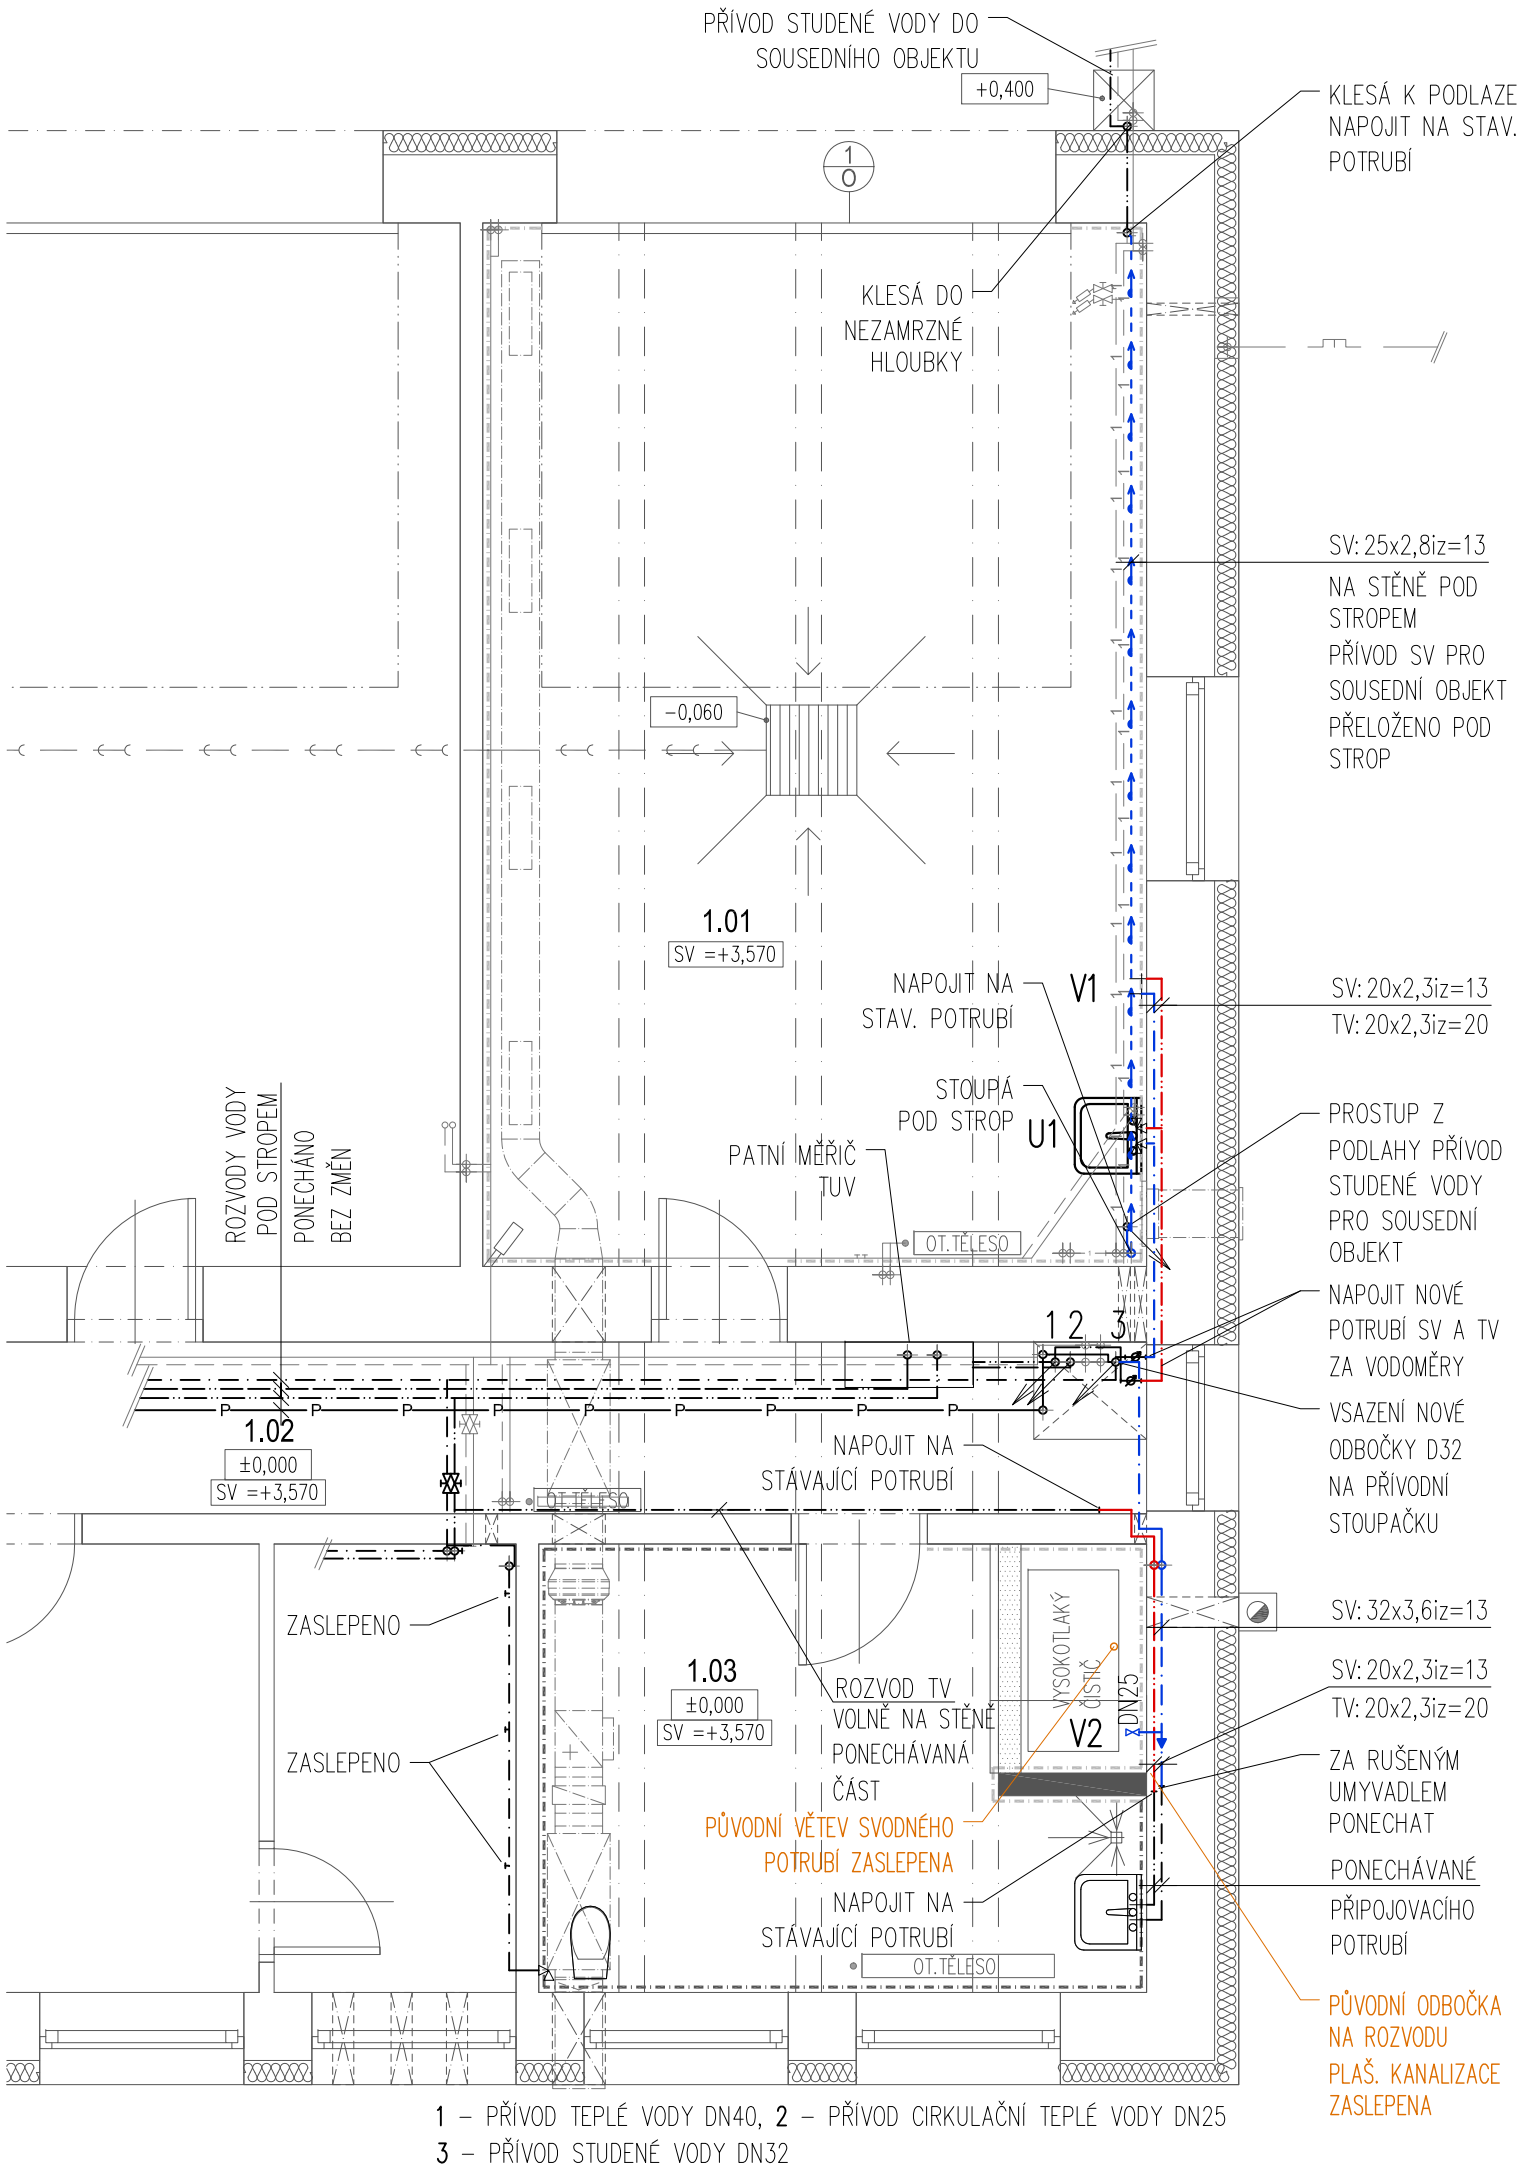 PŘÍVOD STUDENÉ VODY DO
SOUSEDNÍHO OBJEKTU
+0,400
KLESÁ K PODLAZE
NAPOJIT NA STAV.
POTRUBÍ
1
0
KLESÁ DO
NEZAMRZNÉ
HLOUBKY
SV: 25x2,8iz=13
NA STĚNĚ POD
STROPEM
PŘÍVOD SV PRO
SOUSEDNÍ OBJEKT
PŘELOŽENO POD
STROP
-0,060
1.01
SV =+3,570
NAPOJIT NA
STAV. POTRUBÍ
V1
SV: 20x2,3iz=13
TV: 20x2,3iz=20
STOUPÁ
POD STROP
U1
PATNÍ MĚŘIČ
TUV
ROZVODY VODY
POD STROPEM
PONECHÁNO
BEZ ZMĚN
PROSTUP Z
PODLAHY PŘÍVOD
STUDENÉ VODY
PRO SOUSEDNÍ
OBJEKT
OT.TĚLESO
NAPOJIT NOVÉ
POTRUBÍ SV A TV
ZA VODOMĚRY
1 2 3
P P P P P P P P P
VSAZENÍ NOVÉ
ODBOČKY D32
NA PŘÍVODNÍ
STOUPAČKU
1.02
±0,000
SV =+3,570
NAPOJIT NA
STÁVAJÍCÍ POTRUBÍ
OT.TĚLESO
ZASLEPENO
SV: 32x3,6iz=13
VYSOKOTLAKÝ
ČISTIČ
DN25
1.03
±0,000
SV =+3,570
ROZVOD TV
VOLNĚ NA STĚNĚ
PONECHÁVANÁ
ČÁST
V2
SV: 20x2,3iz=13
TV: 20x2,3iz=20
ZASLEPENO
ZA RUŠENÝM
UMYVADLEM
PONECHAT
PŮVODNÍ VĚTEV SVODNÉHO
POTRUBÍ ZASLEPENA
PONECHÁVANÉ
PŘIPOJOVACÍHO
POTRUBÍ
NAPOJIT NA
STÁVAJÍCÍ POTRUBÍ
OT.TĚLESO
PŮVODNÍ ODBOČKA
NA ROZVODU
PLAŠ. KANALIZACE
ZASLEPENA
1 - PŘÍVOD TEPLÉ VODY DN40, 2 - PŘÍVOD CIRKULAČNÍ TEPLÉ VODY DN25
3 - PŘÍVOD STUDENÉ VODY DN32